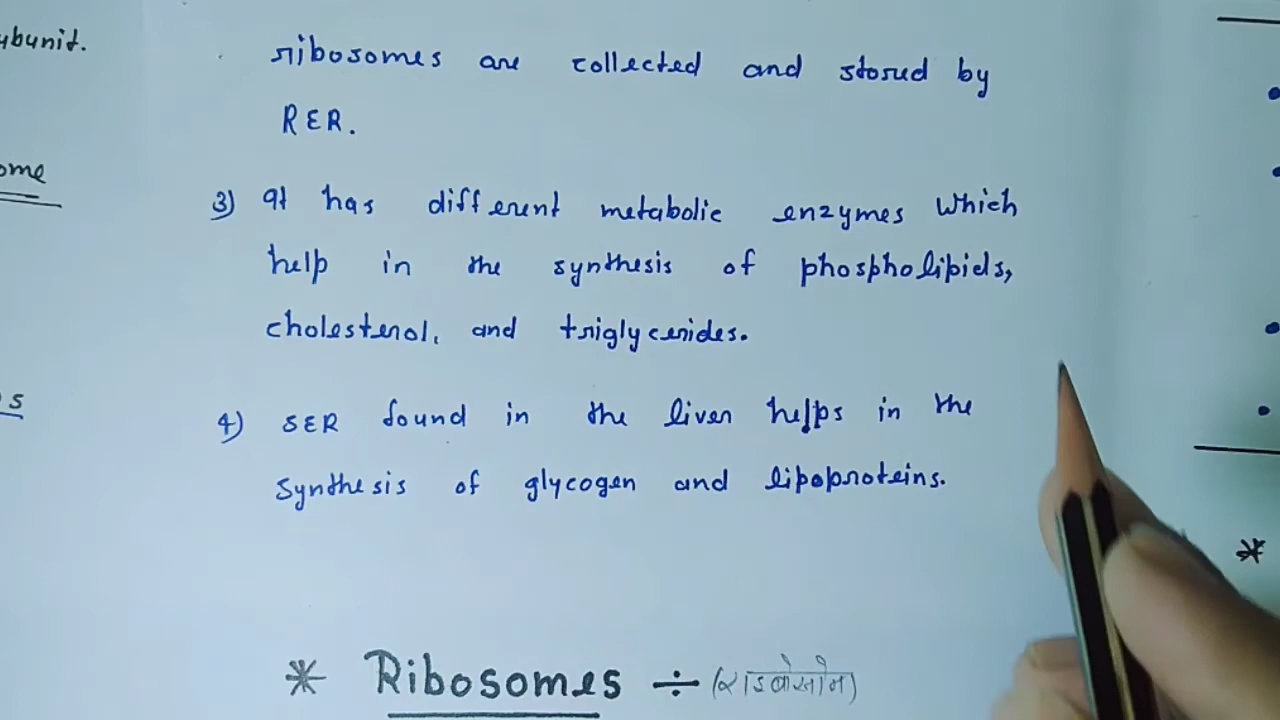 ubunit.
ome
s
ribosomes are collected and stored by
RER.
3) It has different metabolic enzymes which
help in the synthesis of phospholipids,
cholesterol, and triglycerides.
4) SER found in the liver helps in the
synthesis of glycogen and lipoproteins.
* Ribosomes ÷ (राइबोसोम)
*